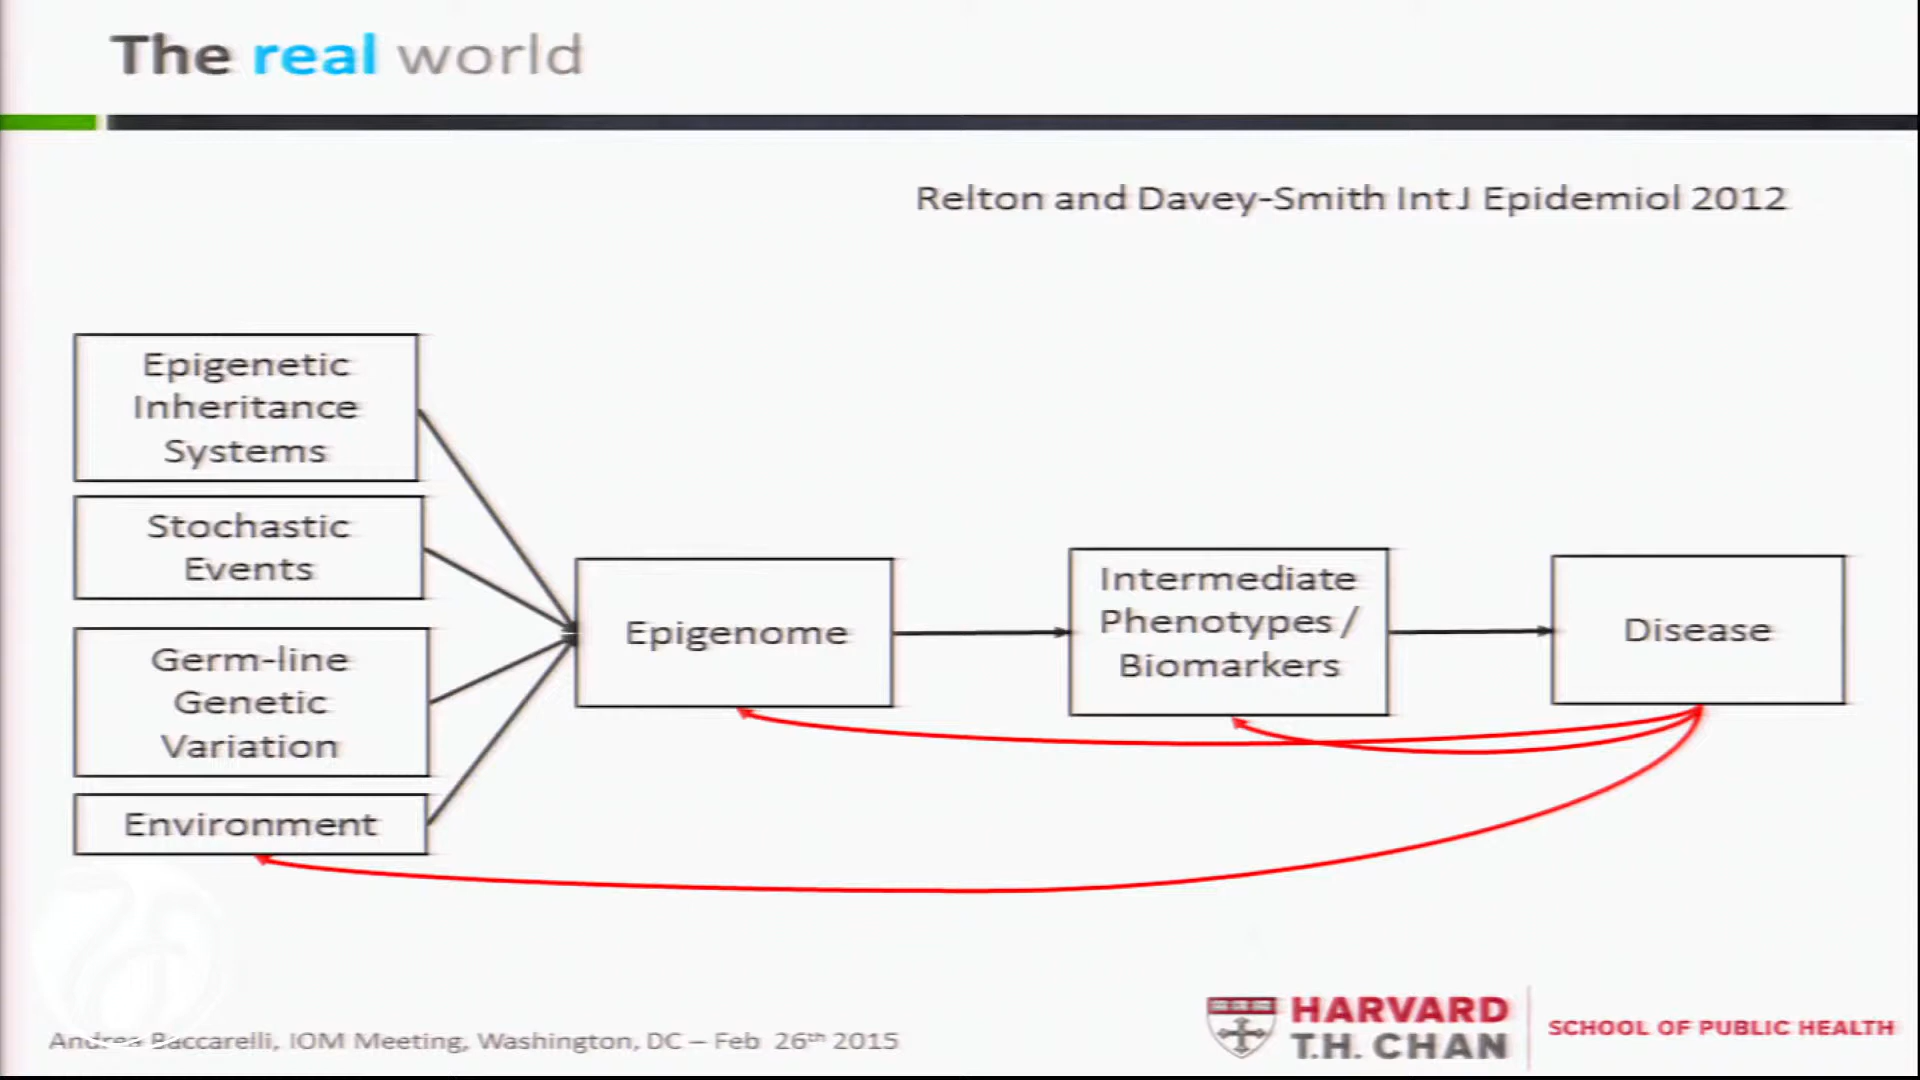 The real world
Relton and Davey-Smith Int J Epidemiol 2012
Epigenetic
Inheritance
Systems
Stochastic
Events
Germ-line
Genetic
Variation
Environment
Epigenome
Intermediate
Phenotypes /
Biomarkers
Disease
Andrea Baccarelli, IOM Meeting, Washington, DC – Feb 26th 2015
HARVARD
T.H. CHAN
SCHOOL OF PUBLIC HEALTH